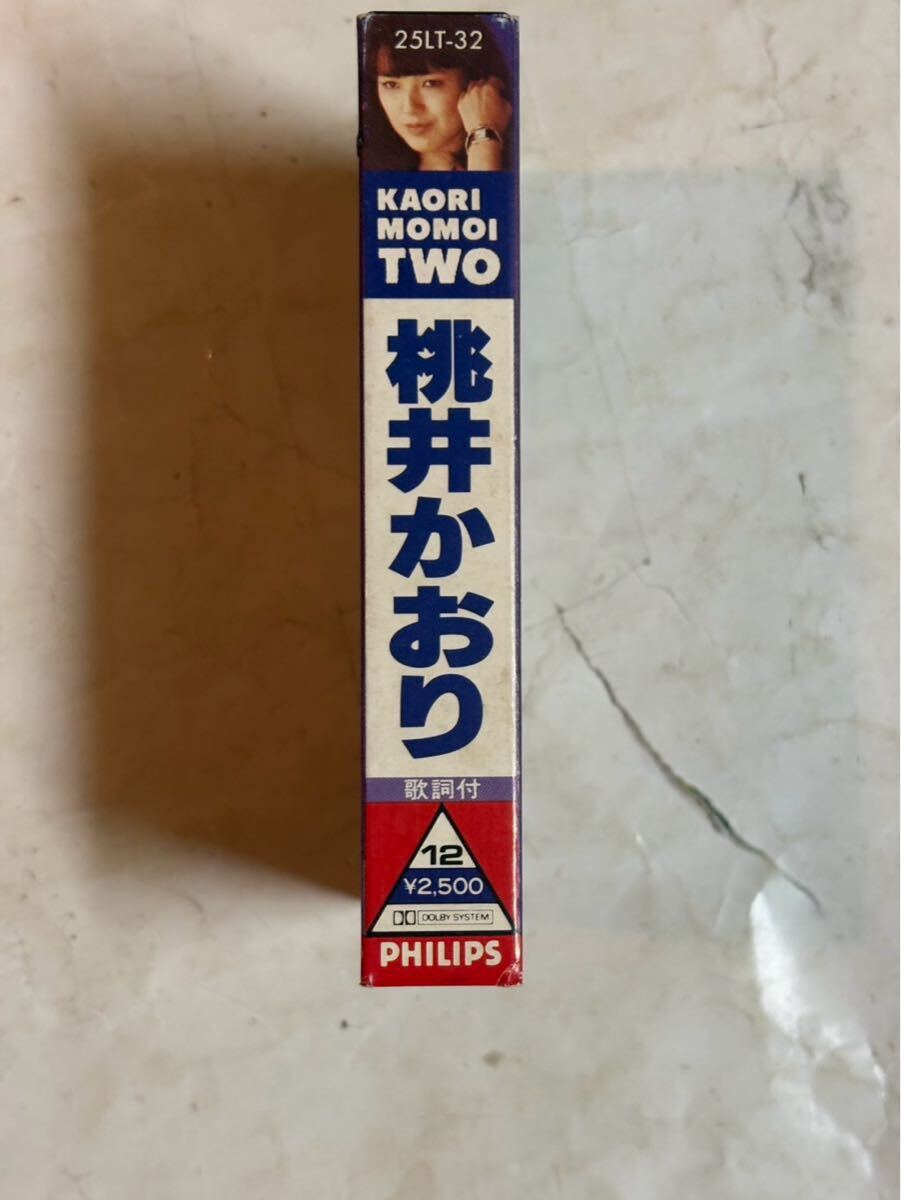 25LT-32
KAORI
MOMOI
TWO
桃井かおり
歌詞付
12
¥2,500
DOLBY SYSTEM
PHILIPS